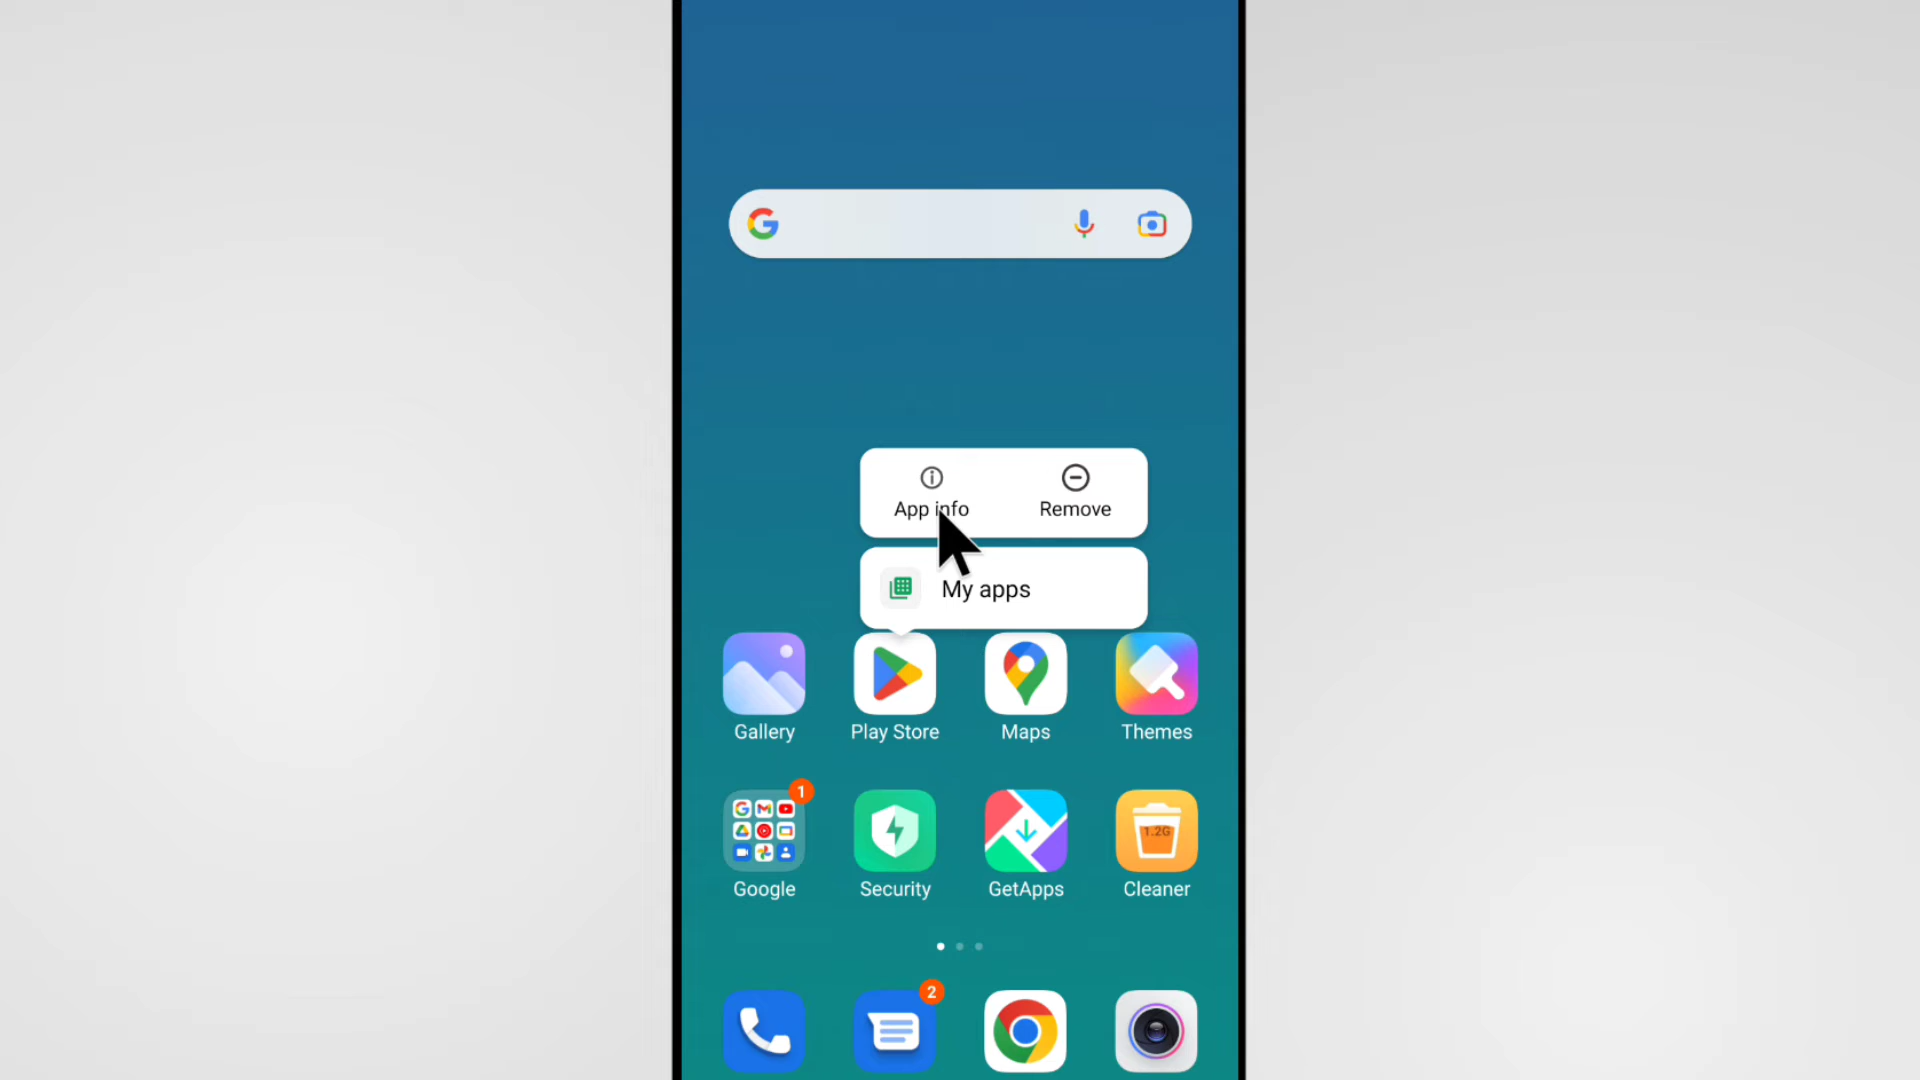 App info Remove
My apps
Gallery Play Store Maps Themes
1
1.2G
Google Security GetApps Cleaner
2